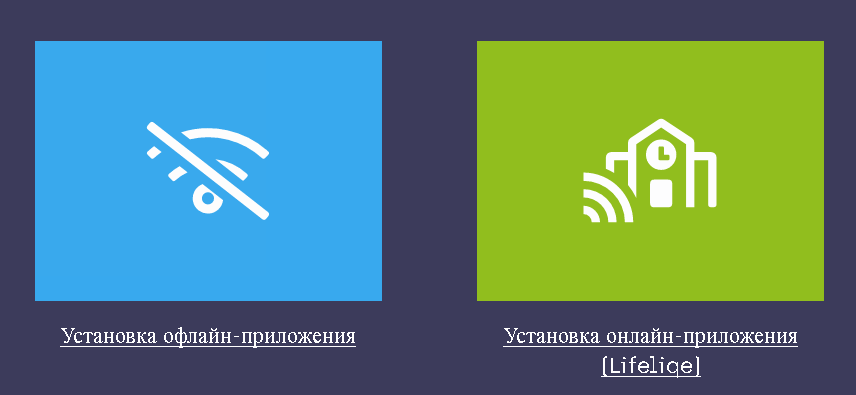 Установка офлайн-приложения
Установка онлайн-приложения
(Lifeliqe)